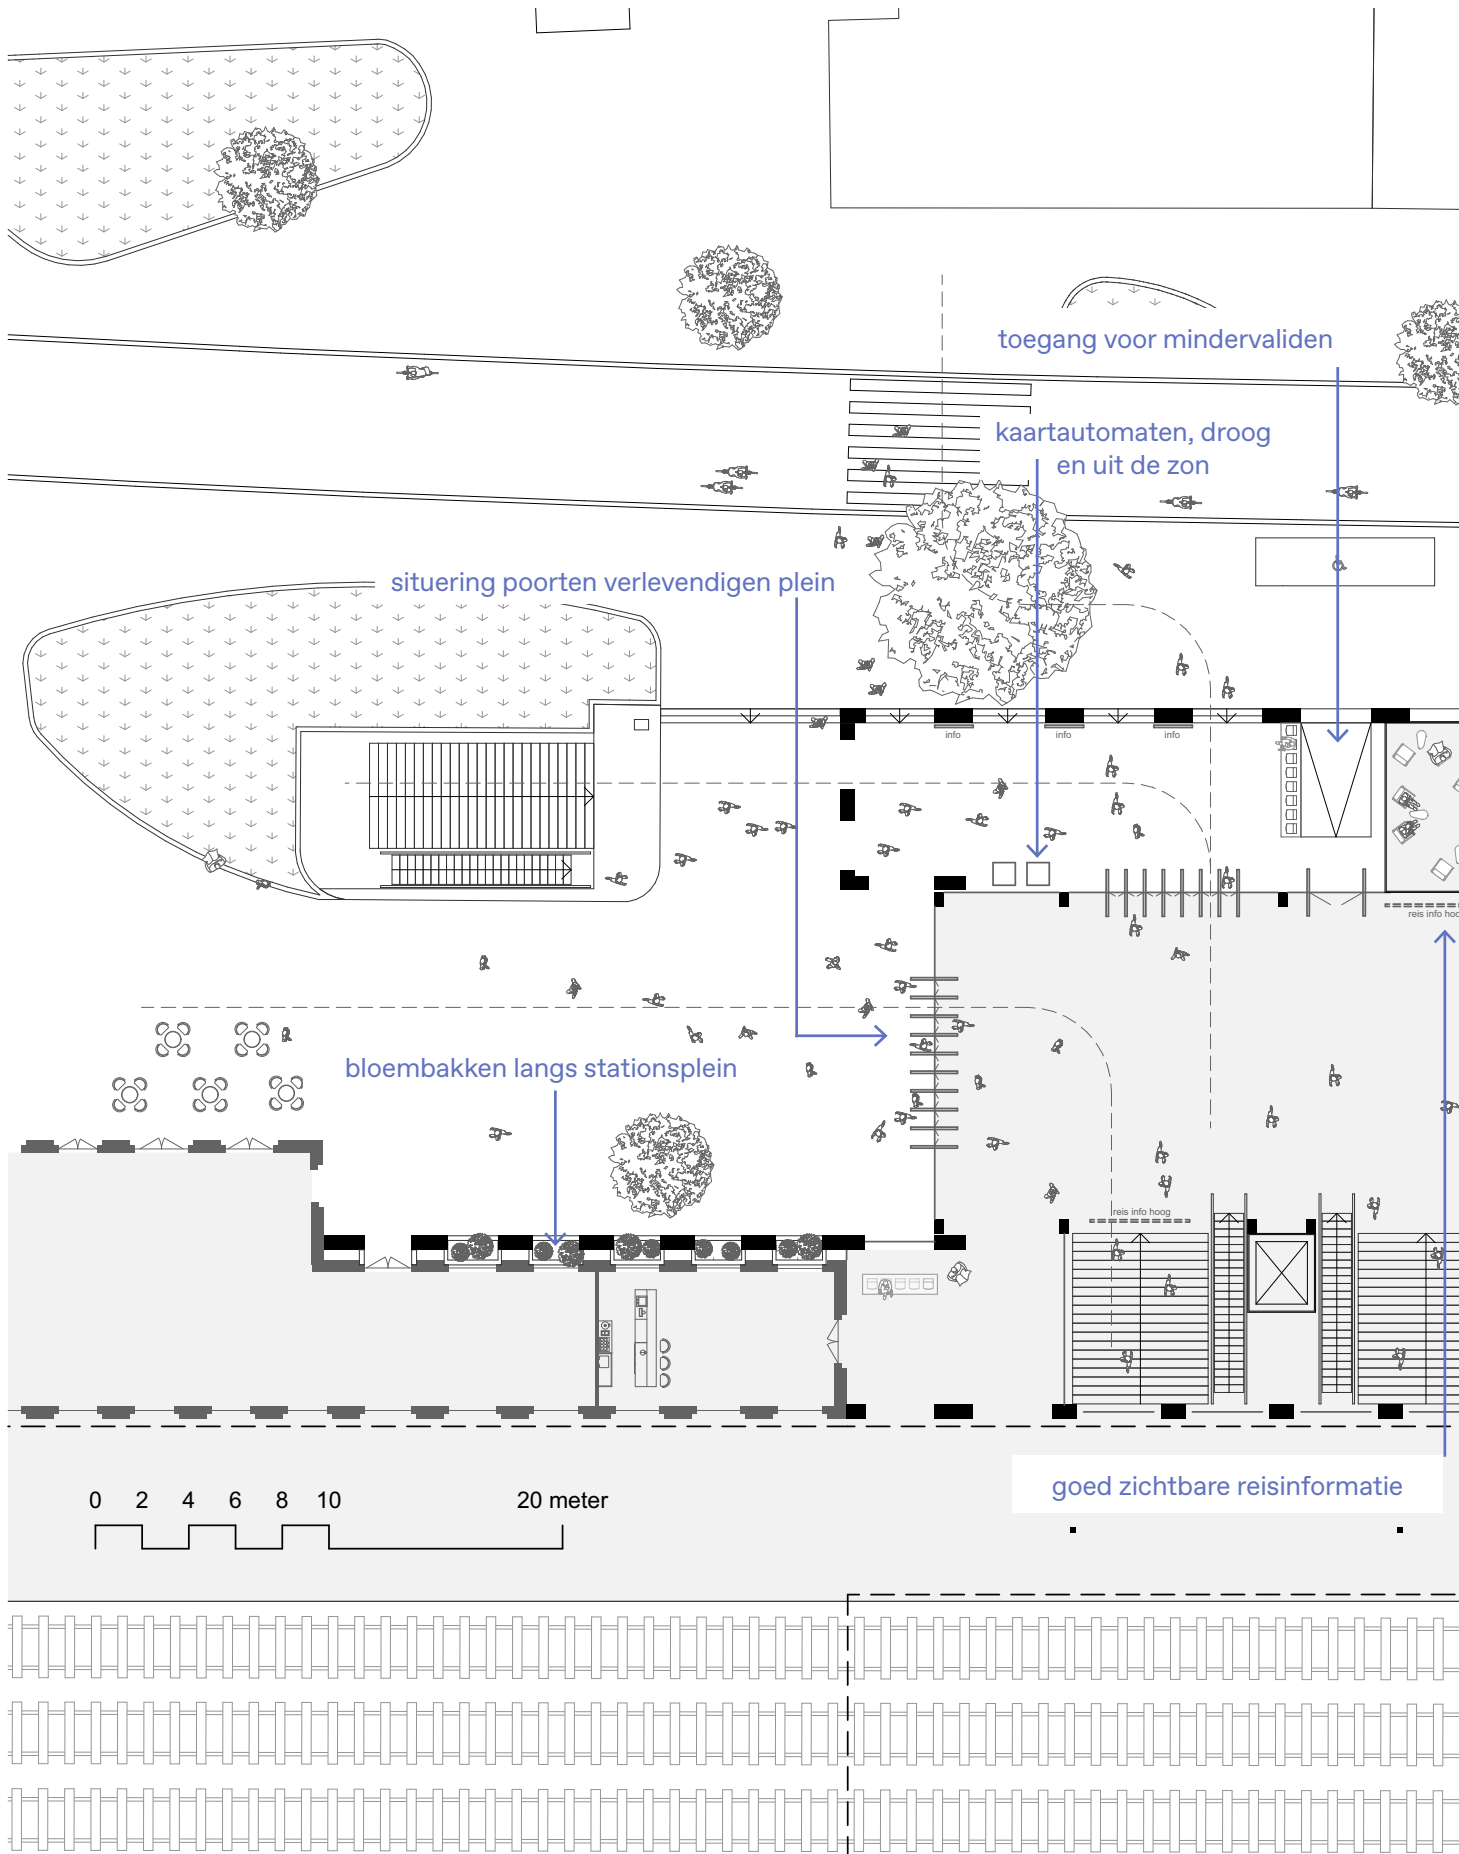 toegang voor mindervaliden
kaartautomaten, droog
en uit de zon
situering poorten verlevendigen plein
info
info
info
reis info hoo
bloembakken langs stationsplein
reis info hoog
goed zichtbare reisinformatie
0 2 4 6 8 10 20 meter